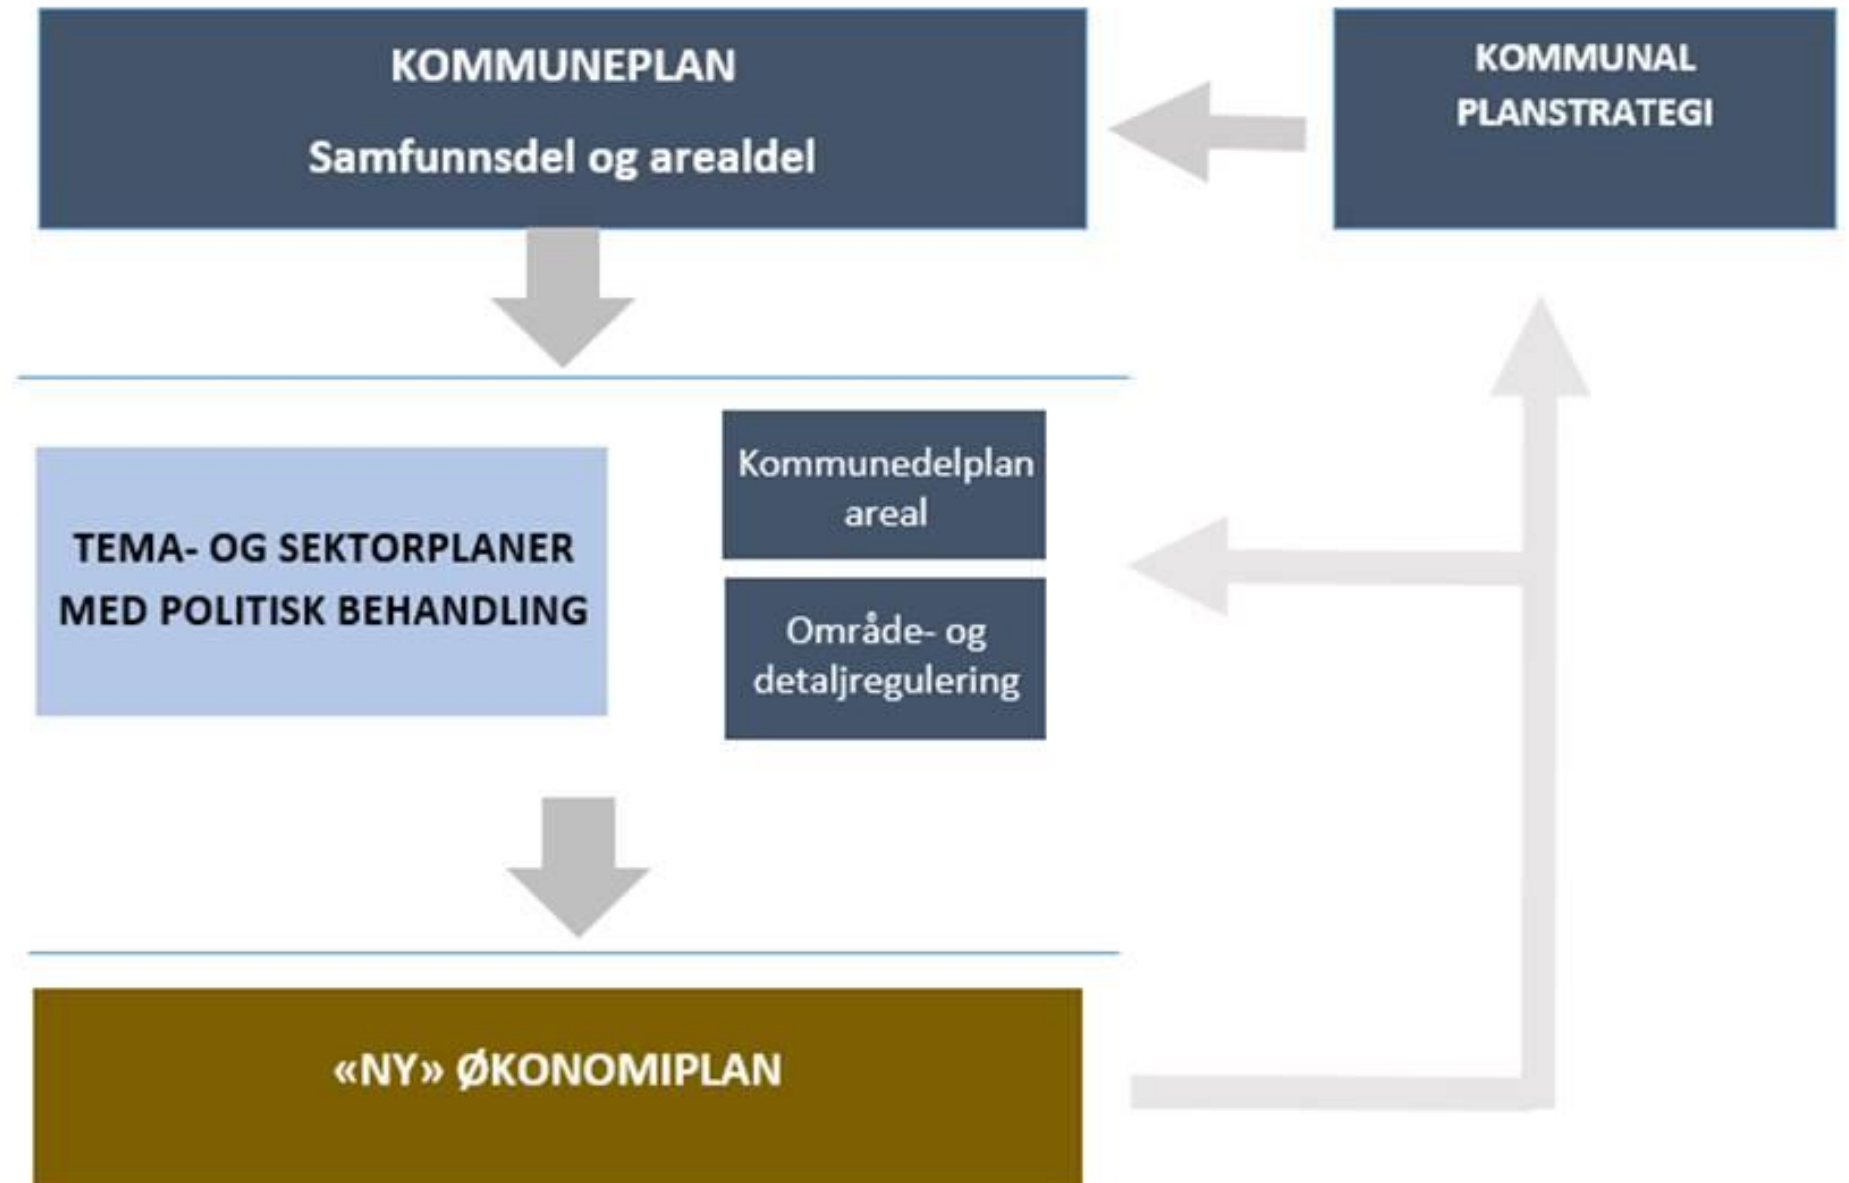 KOMMUNEPLAN
Samfunnsdel og arealdel
KOMMUNAL
PLANSTRATEGI
TEMA- OG SEKTORPLANER
MED POLITISK BEHANDLING
Kommunedelplan
areal
Område- og
detaljregulering
«NY» ØKONOMIPLAN